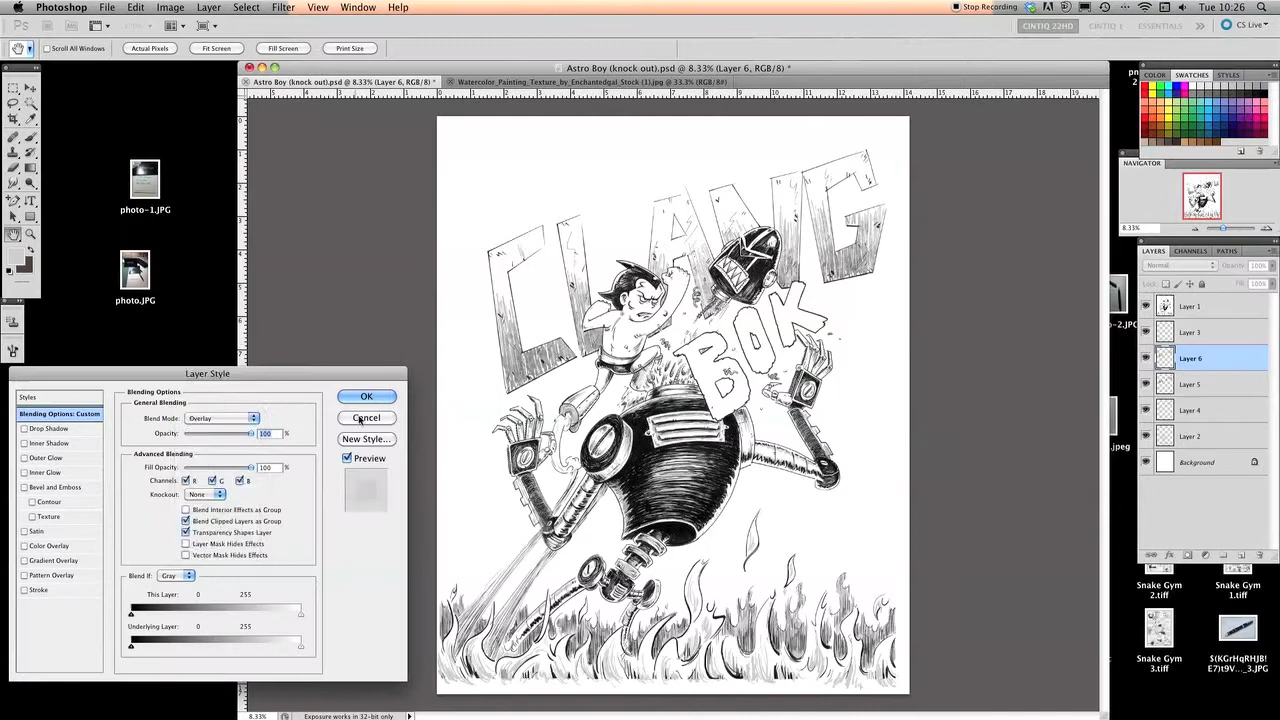 Photoshop File Edit Image Layer Select Filter View Window Help
Stop Recording Tue 10:26
Ps CINTIQ 22HD CINTIQ 1 ESSENTIALS CS Live
Scroll All Windows Actual Pixels Fit Screen Fill Screen Print Size
Astro Boy (knock out).psd @ 8.33% (Layer 6, RGB/8) *
Astro Boy (knock out).psd @ 8.33% (Layer 6, RGB/8) *
Watercolor_Painting_Texture_by_Enchantedgal_Stock (1).jpg @ 33.3% (RGB/8#)
COLOR SWATCHES STYLES
NAVIGATOR
8.33%
photo-1.JPG
photo.JPG
CLANG
BOK
LAYERS CHANNELS PATHS
Normal Opacity: 100%
Lock: Fill: 100%
Layer 1
Layer 3
Layer 6
Layer 5
Layer 4
Layer 2
Background
Layer Style
Styles
Blending Options: Custom
Drop Shadow
Inner Shadow
Outer Glow
Inner Glow
Bevel and Emboss
Contour
Texture
Satin
Color Overlay
Gradient Overlay
Pattern Overlay
Stroke
Blending Options
General Blending
Blend Mode: Overlay
Opacity: 100 %
Advanced Blending
Fill Opacity: 100 %
Channels: R G B
Knockout: None
Blend Interior Effects as Group
Blend Clipped Layers as Group
Transparency Shapes Layer
Layer Mask Hides Effects
Vector Mask Hides Effects
Blend If: Gray
This Layer: 0 255
Underlying Layer: 0 255
OK
Cancel
New Style...
Preview
Snake Gym
2.tiff
Snake Gym
1.tiff
Snake Gym
3.tiff
$(KGrHqRHJB!
E7)t9V..._3.JPG
8.33% Exposure works in 32-bit only